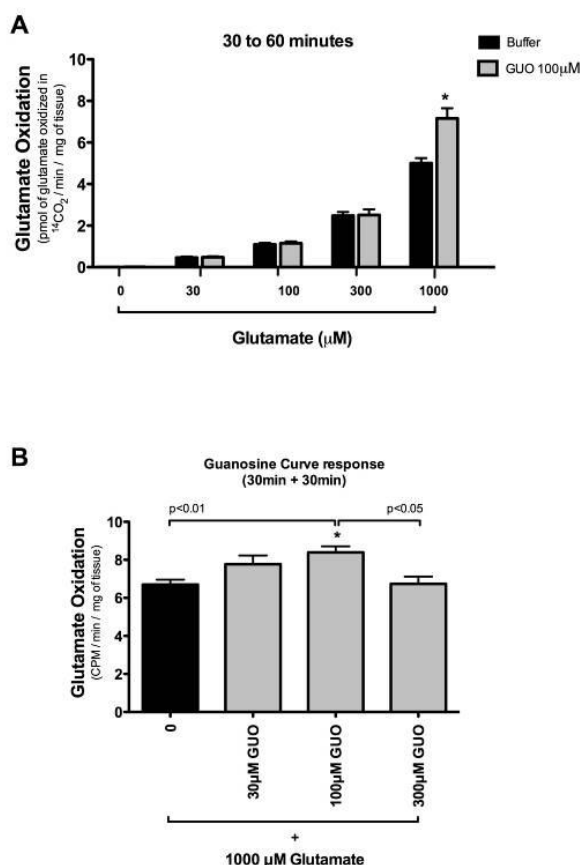 A
30 to 60 minutes
Buffer
GUO 100µM
Glutamate Oxidation
(pmol of glutamate oxidized in
¹⁴CO₂ / min / mg of tissue)
*
10
8
6
4
2
0
0 30 100 300 1000
Glutamate (µM)
B
Guanosine Curve response
(30min + 30min)
p<0.01 p<0.05
*
Glutamate Oxidation
(CPM / min / mg of tissue)
10
8
6
4
2
0
0 30µM GUO 100µM GUO 300µM GUO
+
1000 µM Glutamate